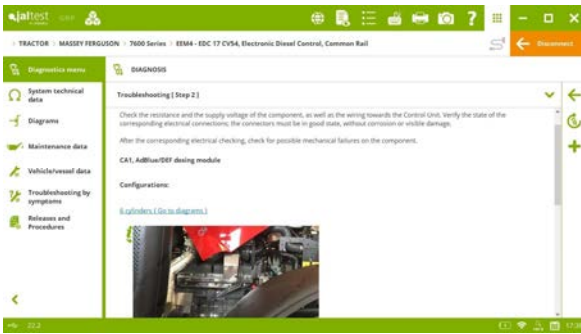 jaltest
?
TRACTOR MASSEY FERGUSON 7600 Series EEM4 - EDC 17 CV54, Electronic Diesel Control, Common Rail
Disconnect
Diagnostics menu
DIAGNOSIS
System technical data
Diagrams
Maintenance data
Vehicle/vessel data
Troubleshooting by symptoms
Releases and Procedures
Troubleshooting [ Step 2 ]
Check the resistance and the supply voltage of the component, as well as the wiring towards the Control Unit. Verify the state of the
corresponding electrical connections; the connectors must be in good state, without corrosion or visible damage.
After the corresponding electrical checking, check for possible mechanical failures on the component.
CA1, AdBlue/DEF dosing module
Configurations:
6 cylinders ( Go to diagrams )
22.2